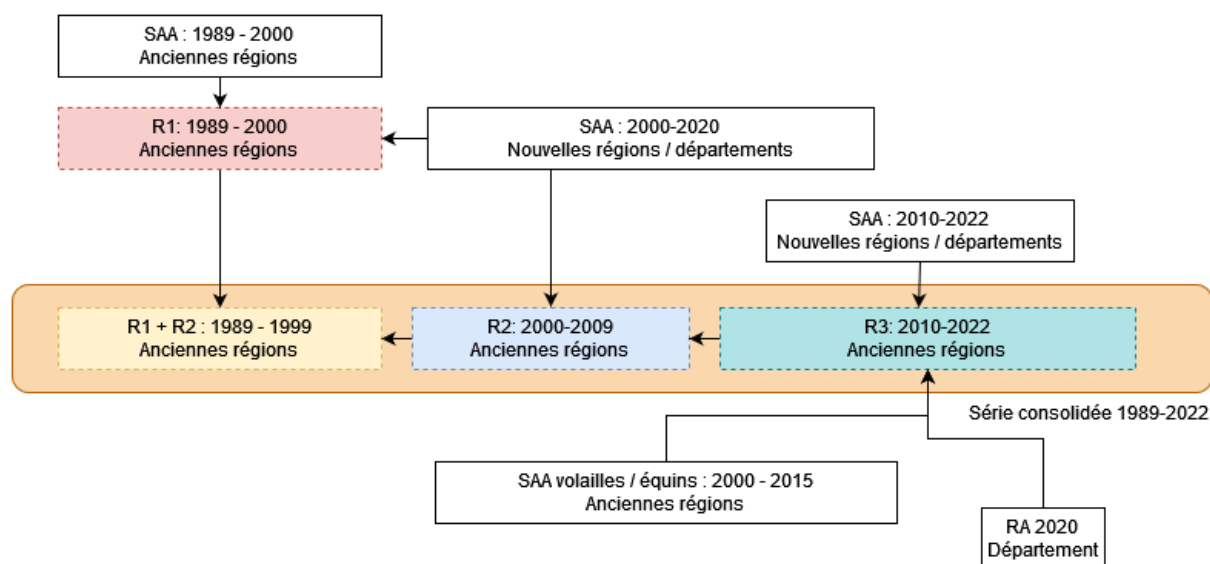 SAA : 1989 - 2000
Anciennes régions
R1: 1989 - 2000
Anciennes régions
SAA : 2000-2020
Nouvelles régions / départements
SAA : 2010-2022
Nouvelles régions / départements
R1 + R2 : 1989 - 1999
Anciennes régions
R2: 2000-2009
Anciennes régions
R3: 2010-2022
Anciennes régions
Série consolidée 1989-2022
SAA volailles / équins : 2000 - 2015
Anciennes régions
RA 2020
Département